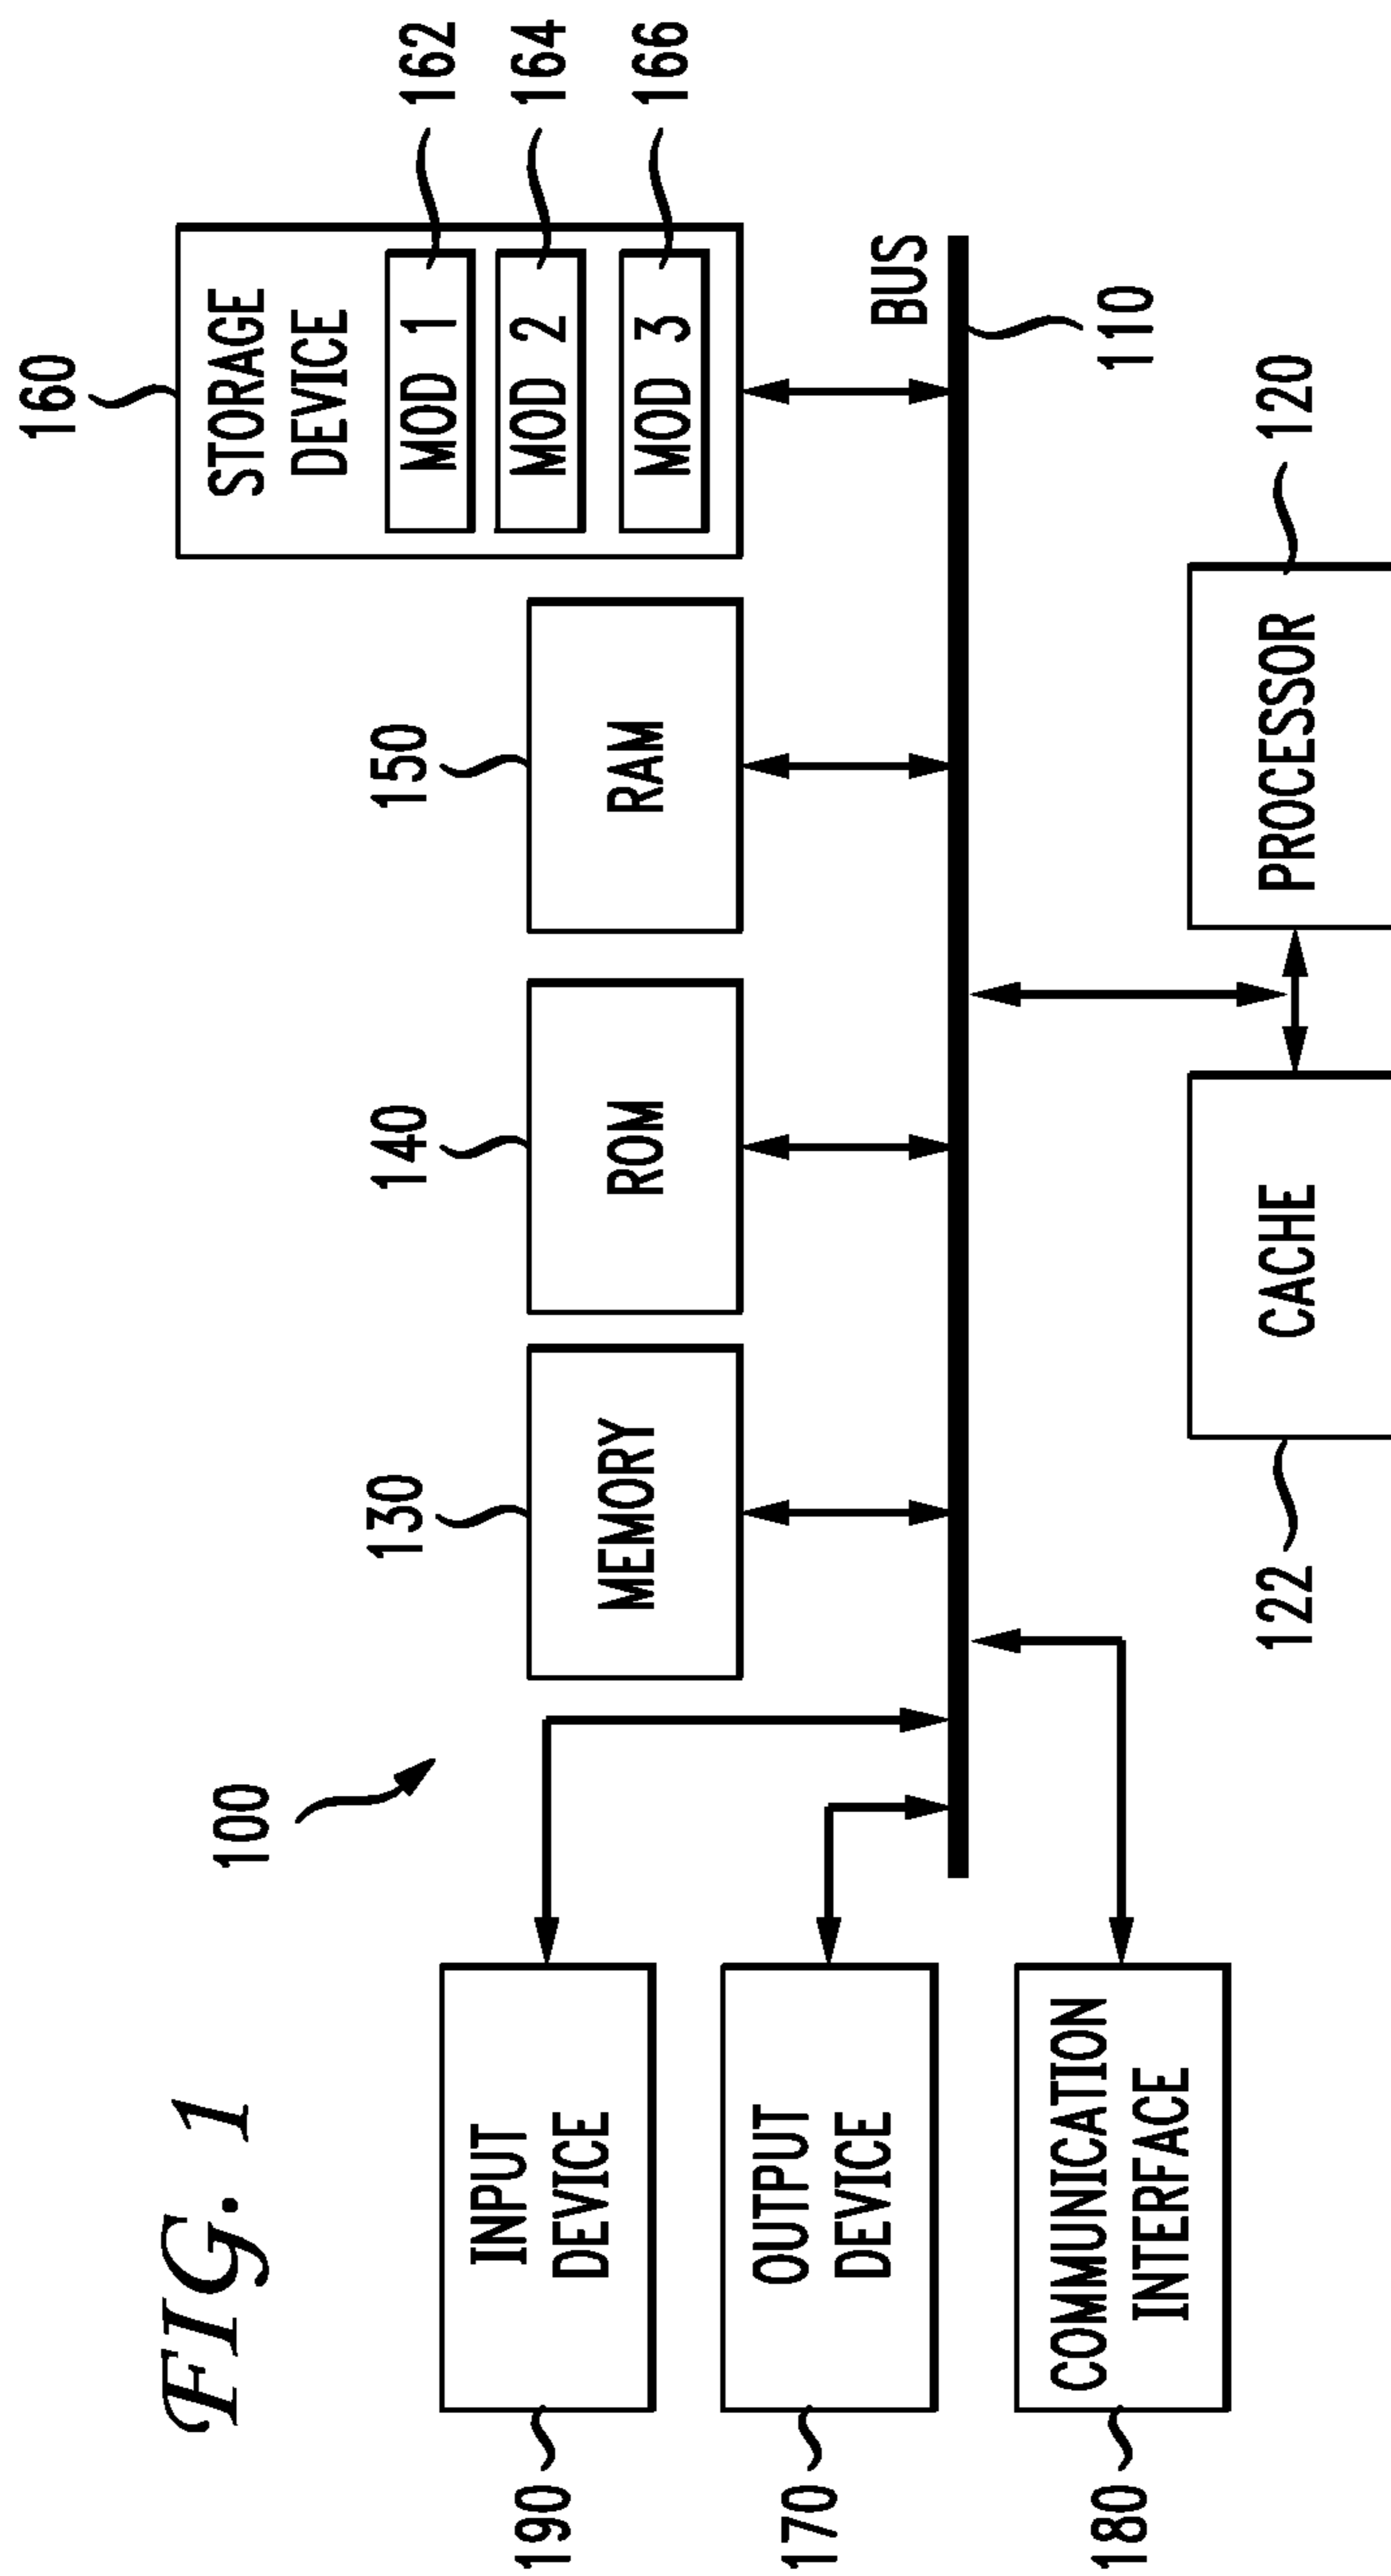 FIG. 1
160
STORAGE
DEVICE
MOD 1
162
MOD 2
164
MOD 3
166
100
130
MEMORY
140
ROM
150
RAM
190
INPUT
DEVICE
170
OUTPUT
DEVICE
180
COMMUNICATION
INTERFACE
BUS
110
122
CACHE
PROCESSOR
120